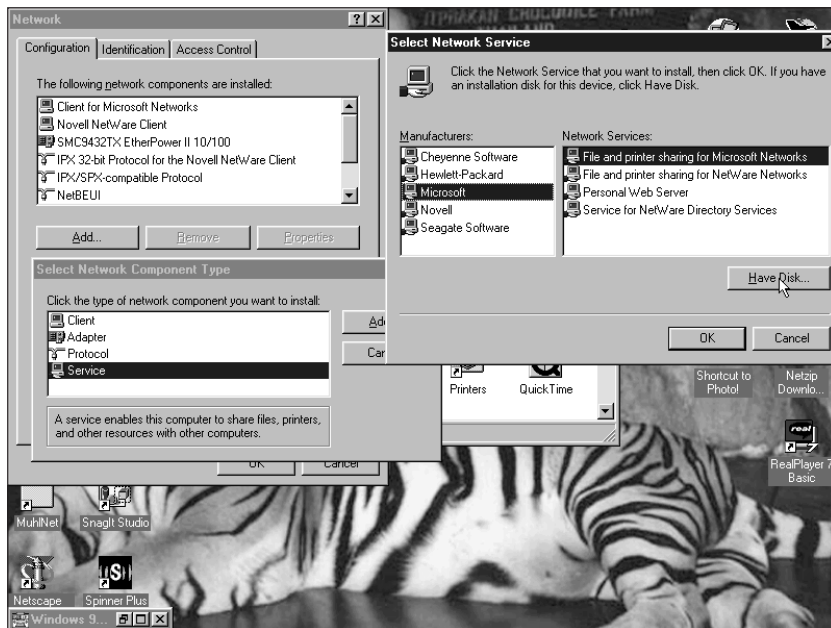 Network
Configuration
Identification
Access Control
The following network components are installed:
Client for Microsoft Networks
Novell NetWare Client
SMC9432TX EtherPower II 10/100
IPX 32-bit Protocol for the Novell NetWare Client
IPX/SPX-compatible Protocol
NetBEUI
Add...
Remove
Properties
Select Network Component Type
Click the type of network component you want to install:
Client
Adapter
Protocol
Service
Add
Can
A service enables this computer to share files, printers,
and other resources with other computers.
OK
Cancel
CROCODILE FARM
THAILAND
Select Network Service
Click the Network Service that you want to install, then click OK. If you have
an installation disk for this device, click Have Disk.
Manufacturers:
Cheyenne Software
Hewlett-Packard
Microsoft
Novell
Seagate Software
Network Services:
File and printer sharing for Microsoft Networks
File and printer sharing for NetWare Networks
Personal Web Server
Service for NetWare Directory Services
Have Disk...
OK
Cancel
Printers
QuickTime
Shortcut to
Photo!
Netzip
Downlo...
real
RealPlayer 7
Basic
MuhlNet
SnagIt Studio
Netscape
Spinner Plus
Windows 9...